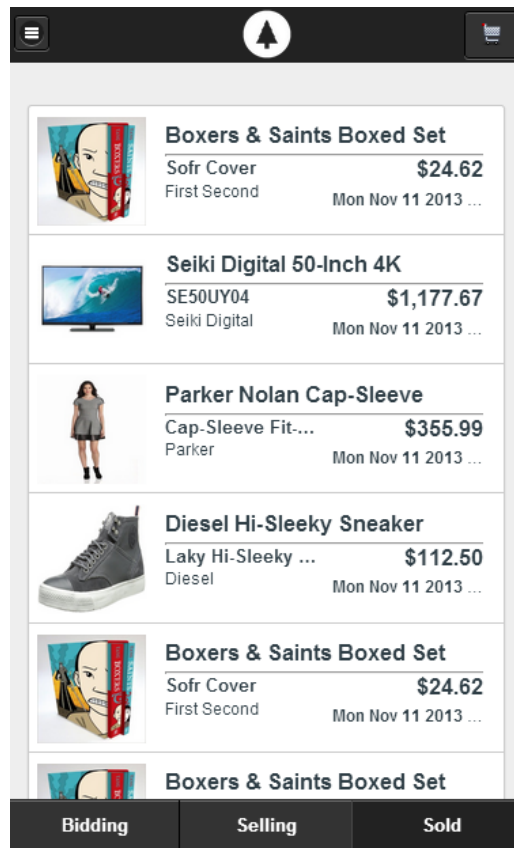 Boxers & Saints Boxed Set
Sofr Cover $24.62
First Second Mon Nov 11 2013 ...
Seiki Digital 50-Inch 4K
SE50UY04 $1,177.67
Seiki Digital Mon Nov 11 2013 ...
Parker Nolan Cap-Sleeve
Cap-Sleeve Fit-... $355.99
Parker Mon Nov 11 2013 ...
Diesel Hi-Sleeky Sneaker
Laky Hi-Sleeky ... $112.50
Diesel Mon Nov 11 2013 ...
Boxers & Saints Boxed Set
Sofr Cover $24.62
First Second Mon Nov 11 2013 ...
Boxers & Saints Boxed Set
Bidding Selling Sold